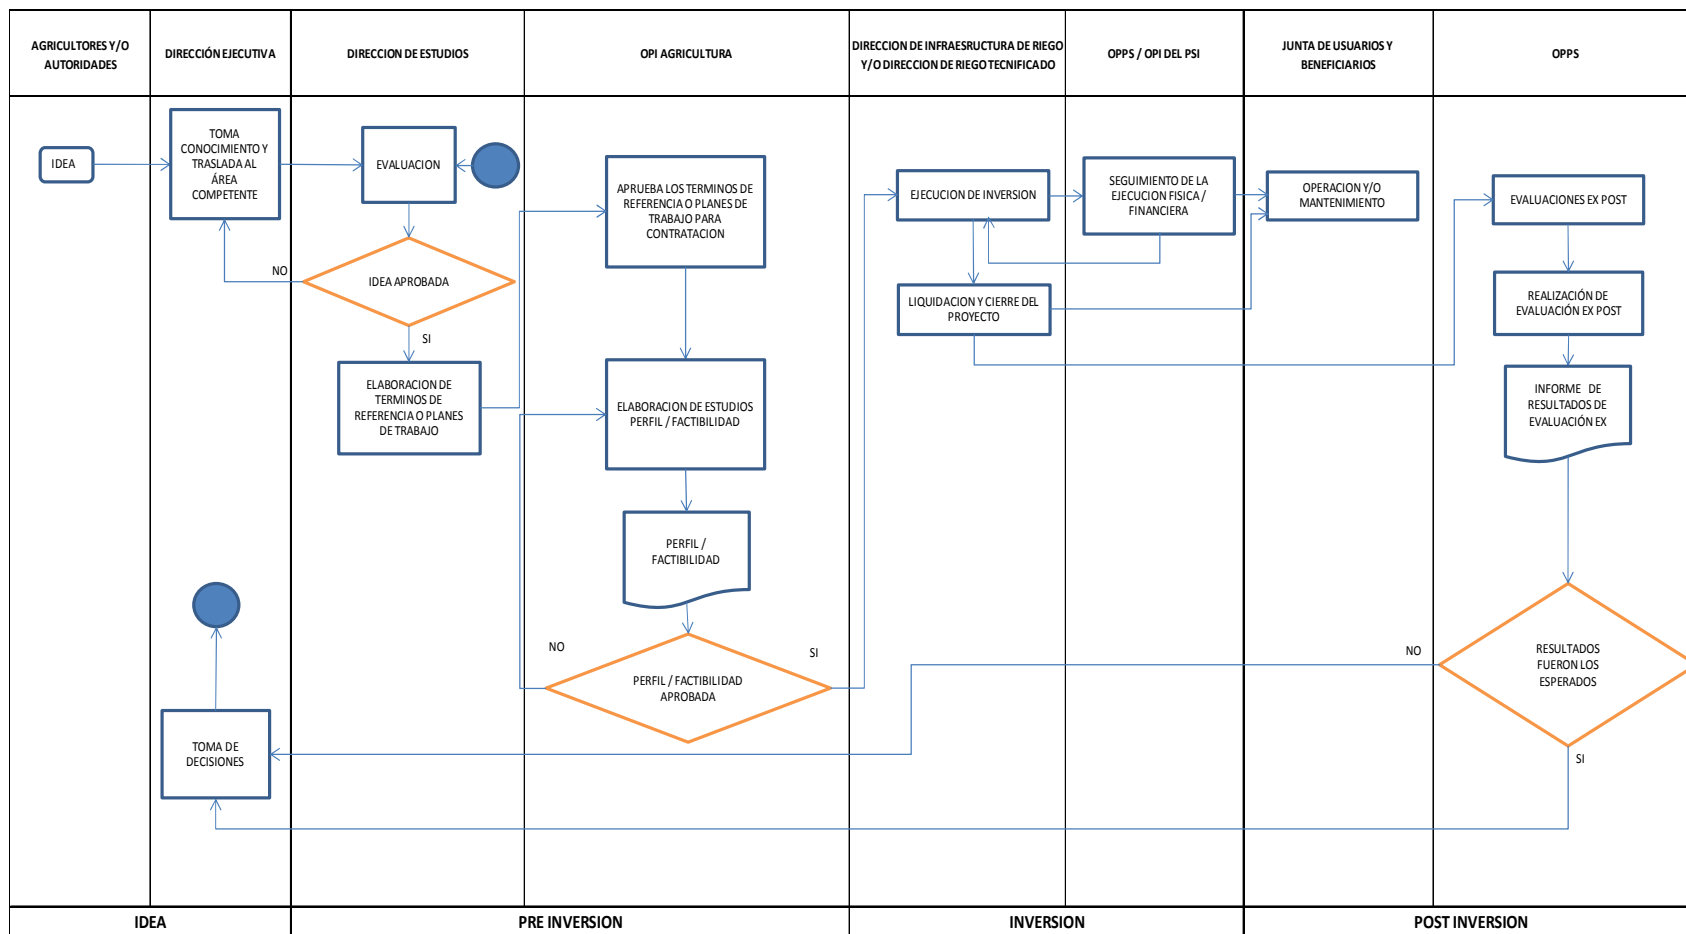 AGRICULTORES Y/O
AUTORIDADES
DIRECCIÓN EJECUTIVA
DIRECCION DE ESTUDIOS
OPI AGRICULTURA
DIRECCION DE INFRAESRUCTURA DE RIEGO
Y/O DIRECCION DE RIEGO TECNIFICADO
OPPS / OPI DEL PSI
JUNTA DE USUARIOS Y
BENEFICIARIOS
OPPS
IDEA
TOMA
CONOCIMIENTO Y
TRASLADA AL
ÁREA
COMPETENTE
EVALUACION
IDEA APROBADA
NO
SI
ELABORACION DE
TERMINOS DE
REFERENCIA O PLANES
DE TRABAJO
APRUEBA LOS TERMINOS DE
REFERENCIA O PLANES DE
TRABAJO PARA
CONTRATACION
ELABORACION DE ESTUDIOS
PERFIL / FACTIBILIDAD
PERFIL /
FACTIBILIDAD
NO
SI
PERFIL / FACTIBILIDAD
APROBADA
EJECUCION DE INVERSION
LIQUIDACION Y CIERRE DEL
PROYECTO
SEGUIMIENTO DE LA
EJECUCION FISICA /
FINANCIERA
OPERACION Y/O
MANTENIMIENTO
EVALUACIONES EX POST
REALIZACIÓN DE
EVALUACIÓN EX POST
INFORME DE
RESULTADOS DE
EVALUACIÓN EX
NO
RESULTADOS
FUERON LOS
ESPERADOS
SI
TOMA DE
DECISIONES
IDEA
PRE INVERSION
INVERSION
POST INVERSION